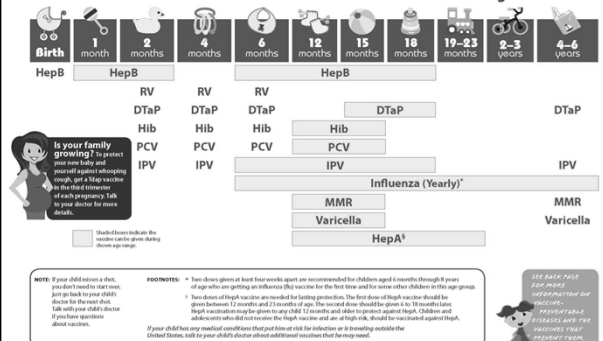 Birth 1 month 2 months 4 months 6 months 12 months 15 months 18 months 19–23 months 2–3 years 4–6 years
HepB HepB HepB
RV RV RV
DTaP DTaP DTaP DTaP DTaP
Hib Hib Hib Hib
PCV PCV PCV PCV
IPV IPV IPV IPV
Influenza (Yearly)*
MMR MMR
Varicella Varicella
HepA§
Is your family
growing? To protect
your new baby and
yourself against whooping
cough, get a Tdap vaccine
in the third trimester
of each pregnancy. Talk
to your doctor for more
details.
Shaded boxes indicate the
vaccine can be given during
shown age range.
NOTE: If your child misses a shot,
you don't need to start over,
just go back to your child's
doctor for the next shot.
Talk with your child's doctor
if you have questions
about vaccines.
FOOTNOTES: * Two doses given at least four weeks apart are recommended for children aged 6 months through 8 years
of age who are getting an influenza (flu) vaccine for the first time and for some other children in this age group.
§ Two doses of HepA vaccine are needed for lasting protection. The first dose of HepA vaccine should be
given between 12 months and 23 months of age. The second dose should be given 6 to 18 months later.
HepA vaccination may be given to any child 12 months and older to protect against HepA. Children and
adolescents who did not receive the HepA vaccine and are at high-risk, should be vaccinated against HepA.
If your child has any medical conditions that put him at risk for infection or is traveling outside the
United States, talk to your child's doctor about additional vaccines that he may need.
SEE BACK PAGE
FOR MORE
INFORMATION ON
VACCINE-
PREVENTABLE
DISEASES AND THE
VACCINES THAT
PREVENT THEM.